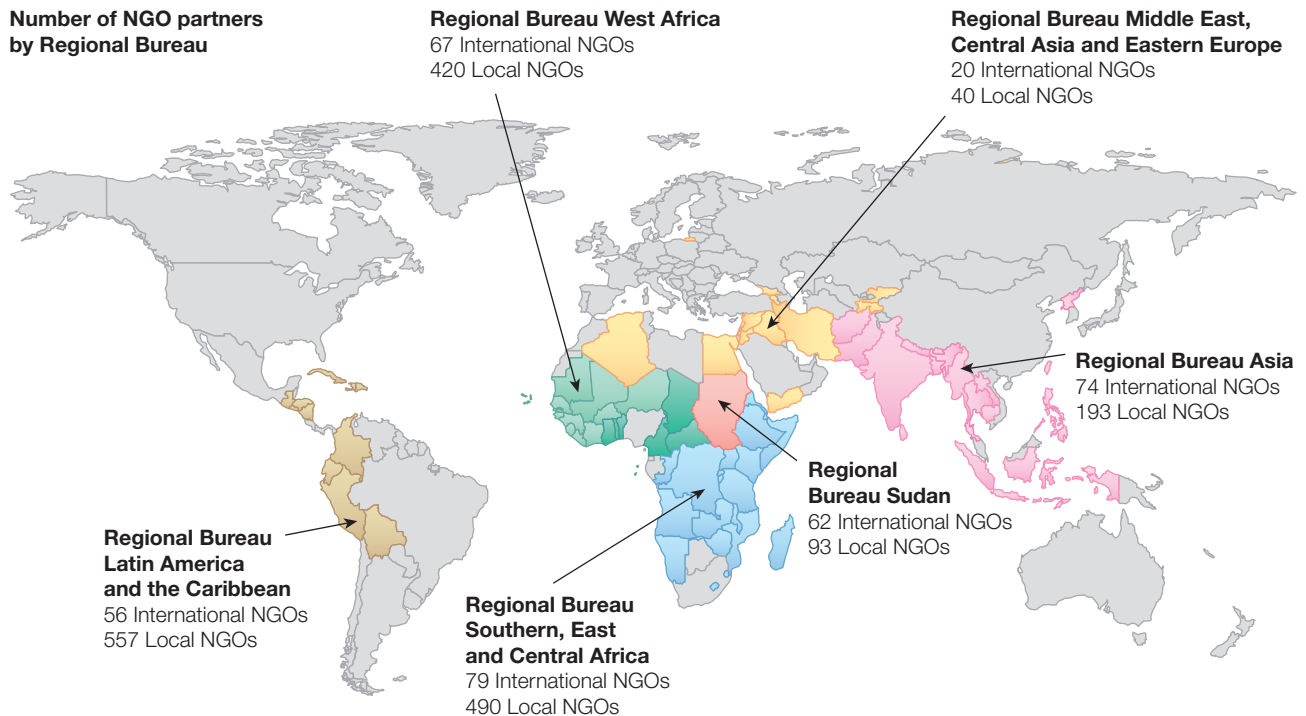 Number of NGO partners
by Regional Bureau
Regional Bureau West Africa
67 International NGOs
420 Local NGOs
Regional Bureau Middle East,
Central Asia and Eastern Europe
20 International NGOs
40 Local NGOs
Regional Bureau Asia
74 International NGOs
193 Local NGOs
Regional
Bureau Sudan
62 International NGOs
93 Local NGOs
Regional Bureau
Latin America
and the Caribbean
56 International NGOs
557 Local NGOs
Regional Bureau
Southern, East
and Central Africa
79 International NGOs
490 Local NGOs